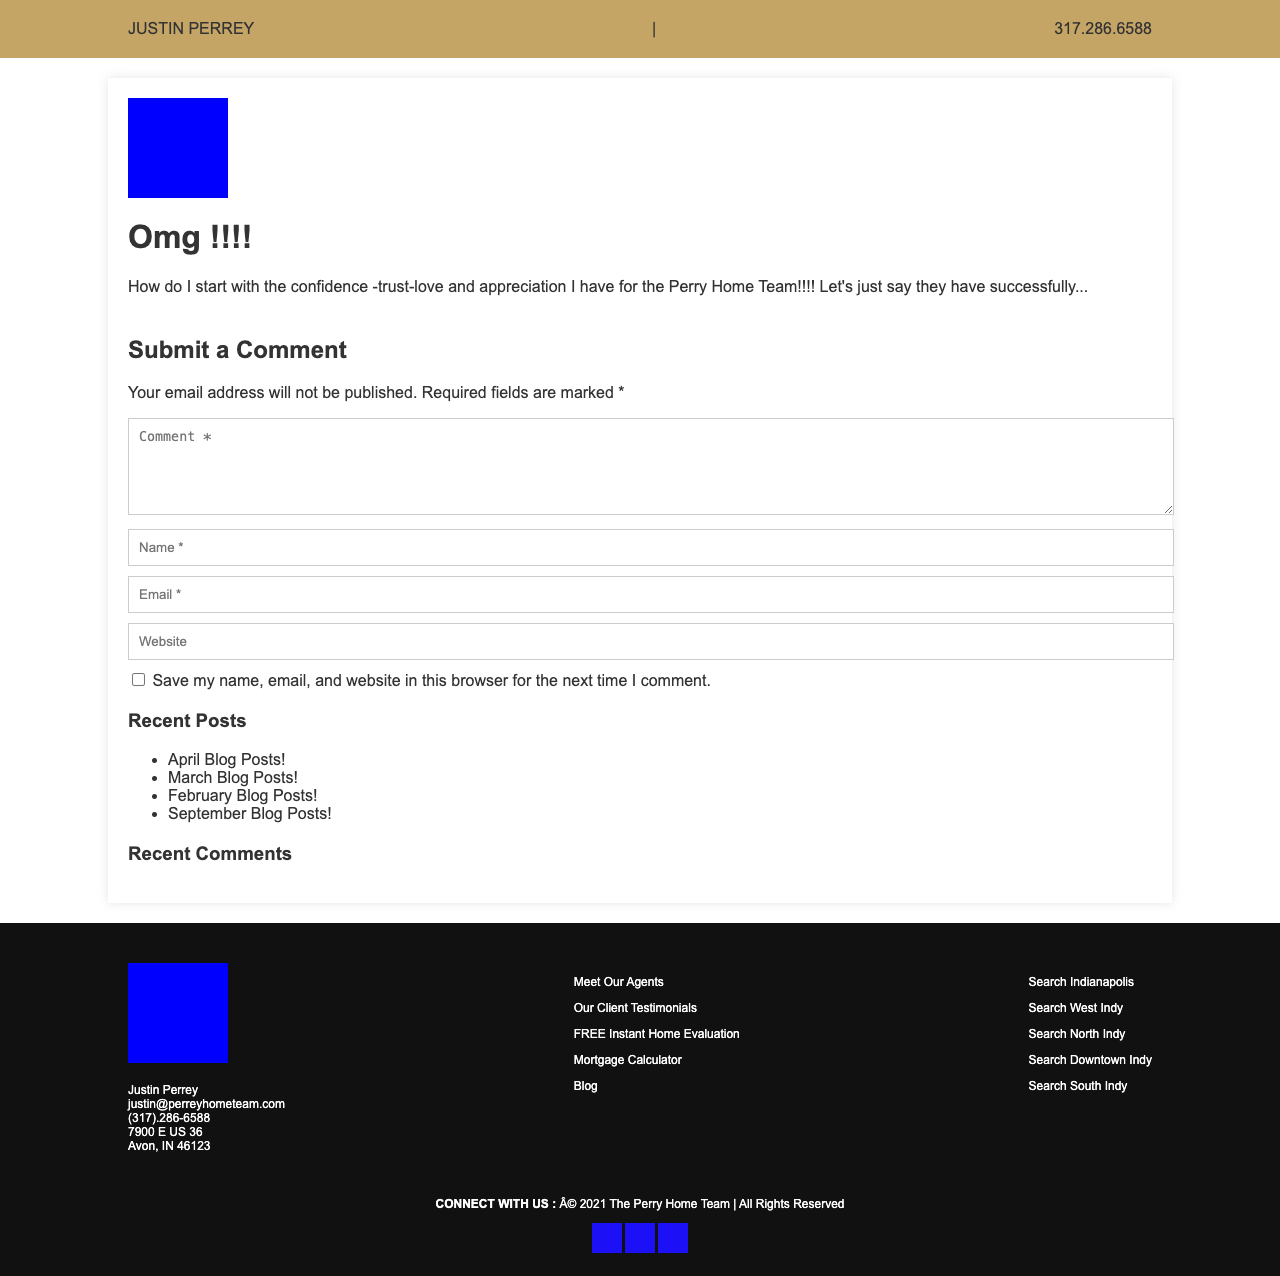 JUSTIN PERREY | 317.286.6588
Omg !!!!
How do I start with the confidence -trust-love and appreciation I have for the Perry Home Team!!!! Let's just say they have successfully...
Submit a Comment
Your email address will not be published. Required fields are marked *
Comment *
Name *
Email *
Website
Save my name, email, and website in this browser for the next time I comment.
Recent Posts
April Blog Posts!
March Blog Posts!
February Blog Posts!
September Blog Posts!
Recent Comments
Justin Perrey
justin@perreyhometeam.com
(317).286-6588
7900 E US 36
Avon, IN 46123
Meet Our Agents
Our Client Testimonials
FREE Instant Home Evaluation
Mortgage Calculator
Blog
Search Indianapolis
Search West Indy
Search North Indy
Search Downtown Indy
Search South Indy
CONNECT WITH US : Â© 2021 The Perry Home Team | All Rights Reserved